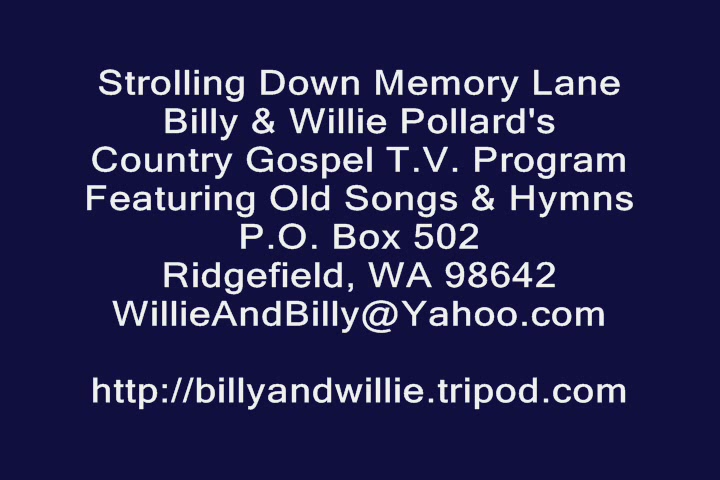 Strolling Down Memory Lane
Billy & Willie Pollard's
Country Gospel T.V. Program
Featuring Old Songs & Hymns
P.O. Box 502
Ridgefield, WA 98642
WillieAndBilly@Yahoo.com
http://billyandwillie.tripod.com